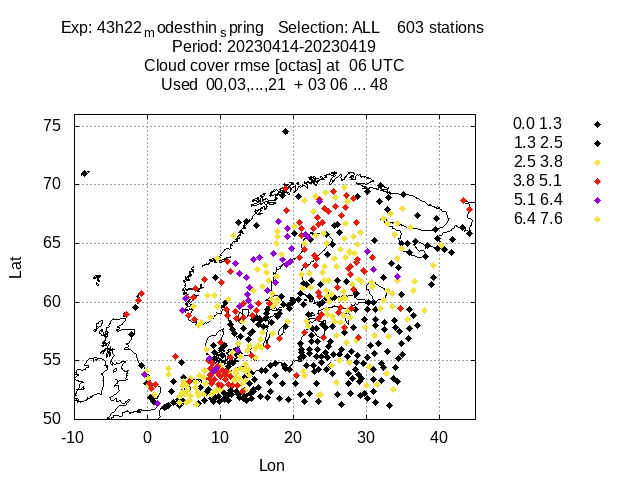 Exp: 43h22modesthinspring   Selection: ALL    603 stations
Period: 20230414-20230419
Cloud cover rmse [octas] at  06 UTC
Used  00,03,...,21  + 03 06 ... 48
75
70
65
60
55
50
-10 0 10 20 30 40
Lat
Lon
0.0 1.3
1.3 2.5
2.5 3.8
3.8 5.1
5.1 6.4
6.4 7.6